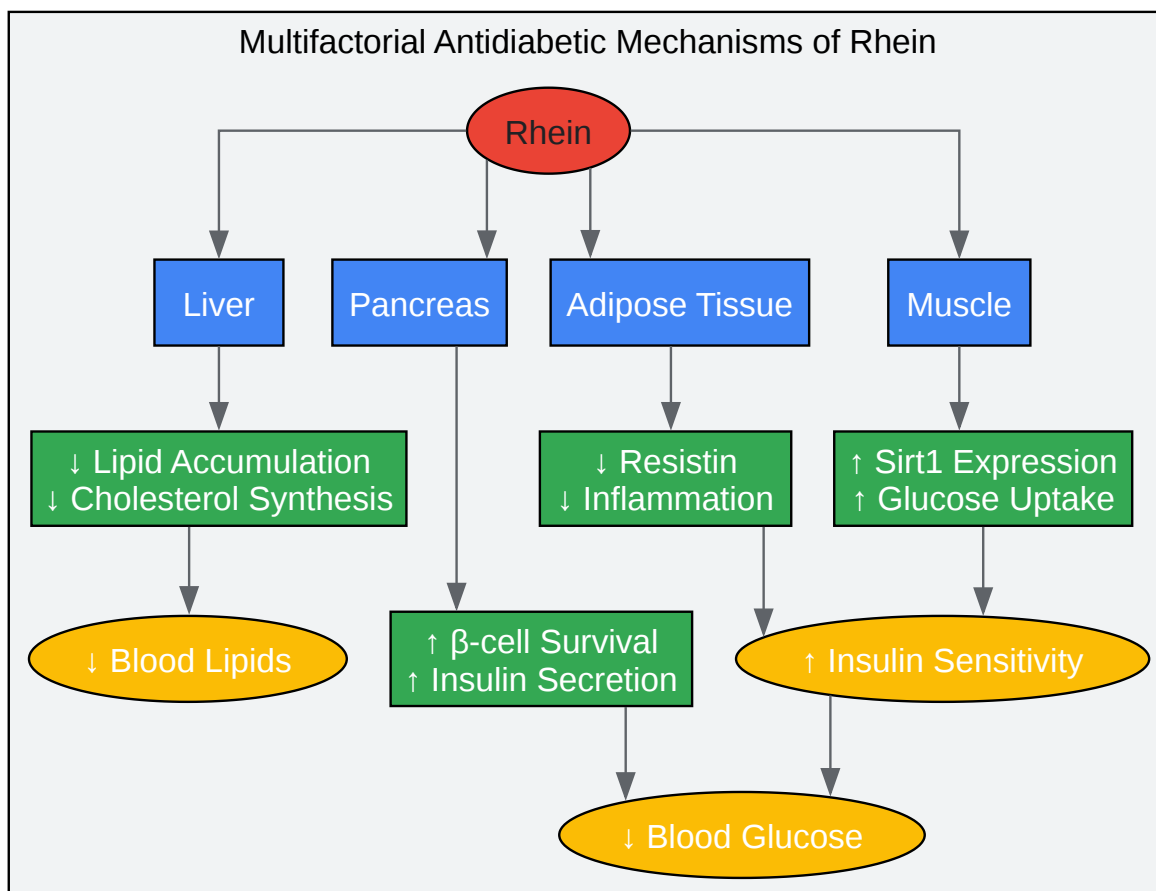 Multifactorial Antidiabetic Mechanisms of Rhein
Rhein
Liver
Pancreas
Adipose Tissue
Muscle
↓ Lipid Accumulation
↓ Cholesterol Synthesis
↓ Resistin
↓ Inflammation
↑ Sirt1 Expression
↑ Glucose Uptake
↓ Blood Lipids
↑ β-cell Survival
↑ Insulin Secretion
↑ Insulin Sensitivity
↓ Blood Glucose